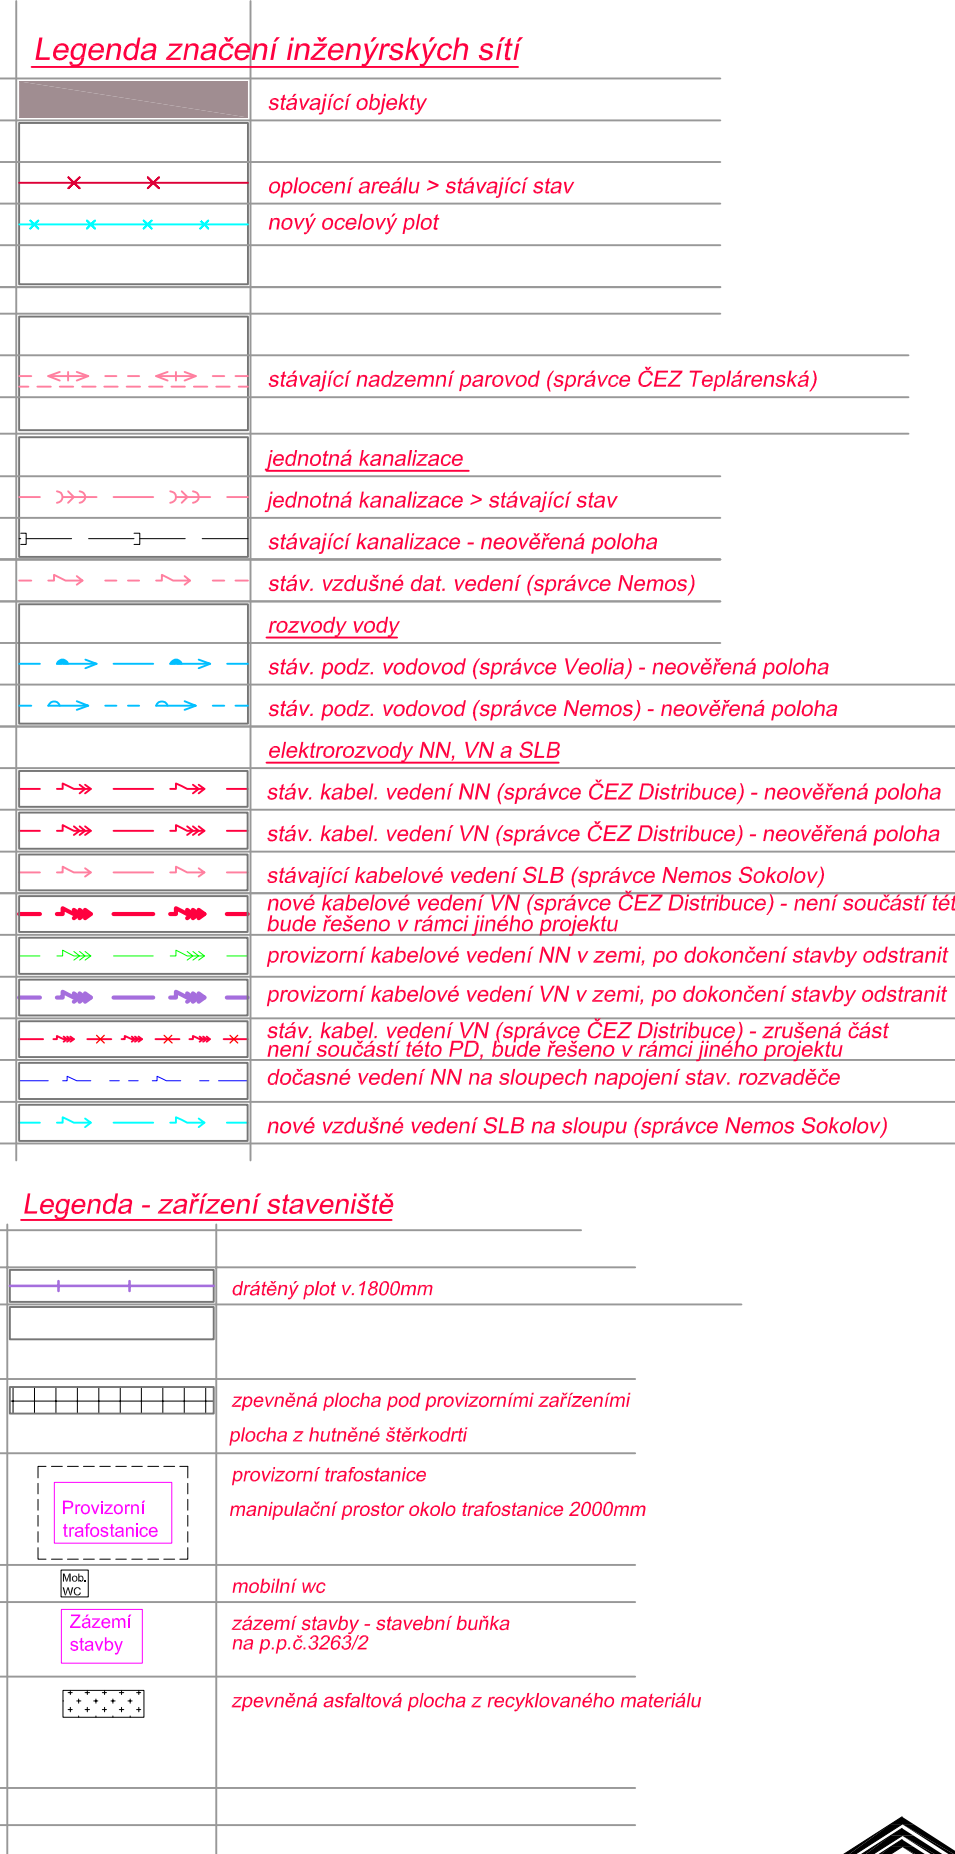 Legenda značení inženýrských sítí
stávající objekty
oplocení areálu > stávající stav
nový ocelový plot
stávající nadzemní parovod (správce ČEZ Teplárenská)
jednotná kanalizace
jednotná kanalizace > stávající stav
stávající kanalizace - neověřená poloha
stáv. vzdušné dat. vedení (správce Nemos)
rozvody vody
stáv. podz. vodovod (správce Veolia) - neověřená poloha
stáv. podz. vodovod (správce Nemos) - neověřená poloha
elektrorozvody NN, VN a SLB
stáv. kabel. vedení NN (správce ČEZ Distribuce) - neověřená poloha
stáv. kabel. vedení VN (správce ČEZ Distribuce) - neověřená poloha
stávající kabelové vedení SLB (správce Nemos Sokolov)
nové kabelové vedení VN (správce ČEZ Distribuce) - není součástí
bude řešeno v rámci jiného projektu
provizorní kabelové vedení NN v zemi, po dokončení stavby odstranit
provizorní kabelové vedení VN v zemi, po dokončení stavby odstranit
stáv. kabel. vedení VN (správce ČEZ Distribuce) - zrušená část
není součástí této PD, bude řešeno v rámci jiného projektu
dočasné vedení NN na sloupech napojení stav. rozvaděče
nové vzdušné vedení SLB na sloupu (správce Nemos Sokolov)
Legenda - zařízení staveniště
drátěný plot v.1800mm
zpevněná plocha pod provizorními zařízeními
plocha z hutněné štěrkodrti
provizorní trafostanice
Provizorní
trafostanice
manipulační prostor okolo trafostanice 2000mm
Mob.
WC
mobilní wc
Zázemí
stavby
zázemí stavby - stavební buňka
na p.p.č.3263/2
zpevněná asfaltová plocha z recyklovaného materiálu